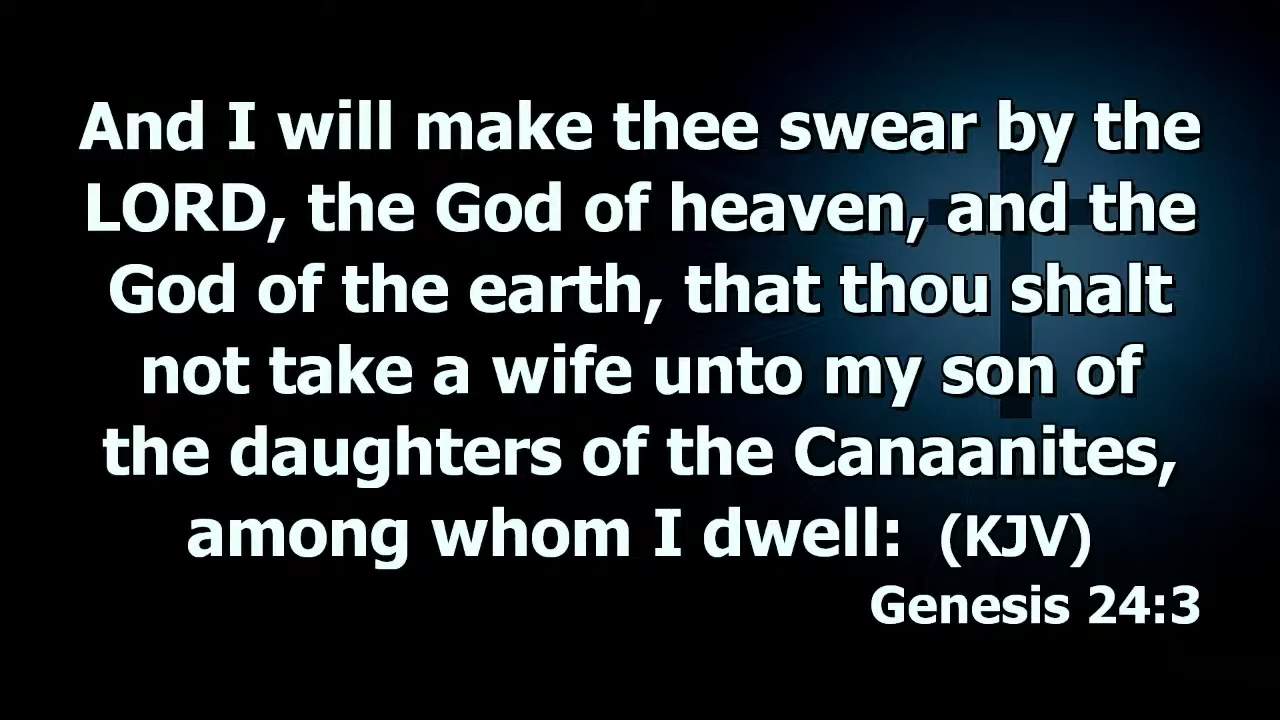 And I will make thee swear by the
LORD, the God of heaven, and the
God of the earth, that thou shalt
not take a wife unto my son of
the daughters of the Canaanites,
among whom I dwell: (KJV)
Genesis 24:3